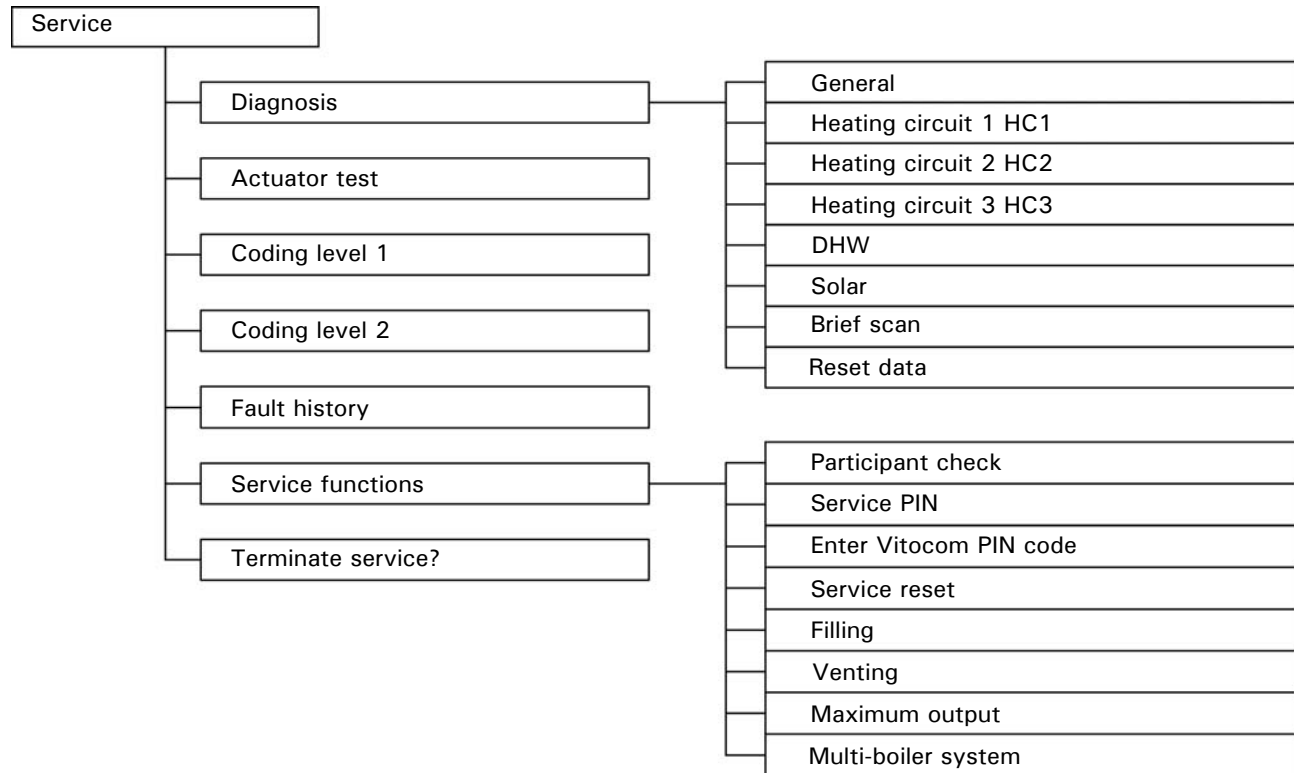 Service
Diagnosis
Actuator test
Coding level 1
Coding level 2
Fault history
Service functions
Terminate service?
General
Heating circuit 1 HC1
Heating circuit 2 HC2
Heating circuit 3 HC3
DHW
Solar
Brief scan
Reset data
Participant check
Service PIN
Enter Vitocom PIN code
Service reset
Filling
Venting
Maximum output
Multi-boiler system